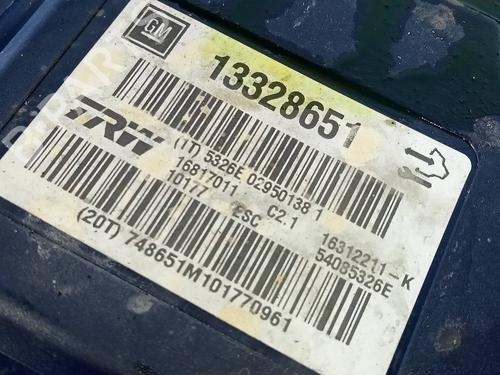 GM
13328651
TRW
(1T) 5326E 02950138 1
16817011 C2.1 16312211-K
10177 ESC 54085326E
(20T) 748651M101770961